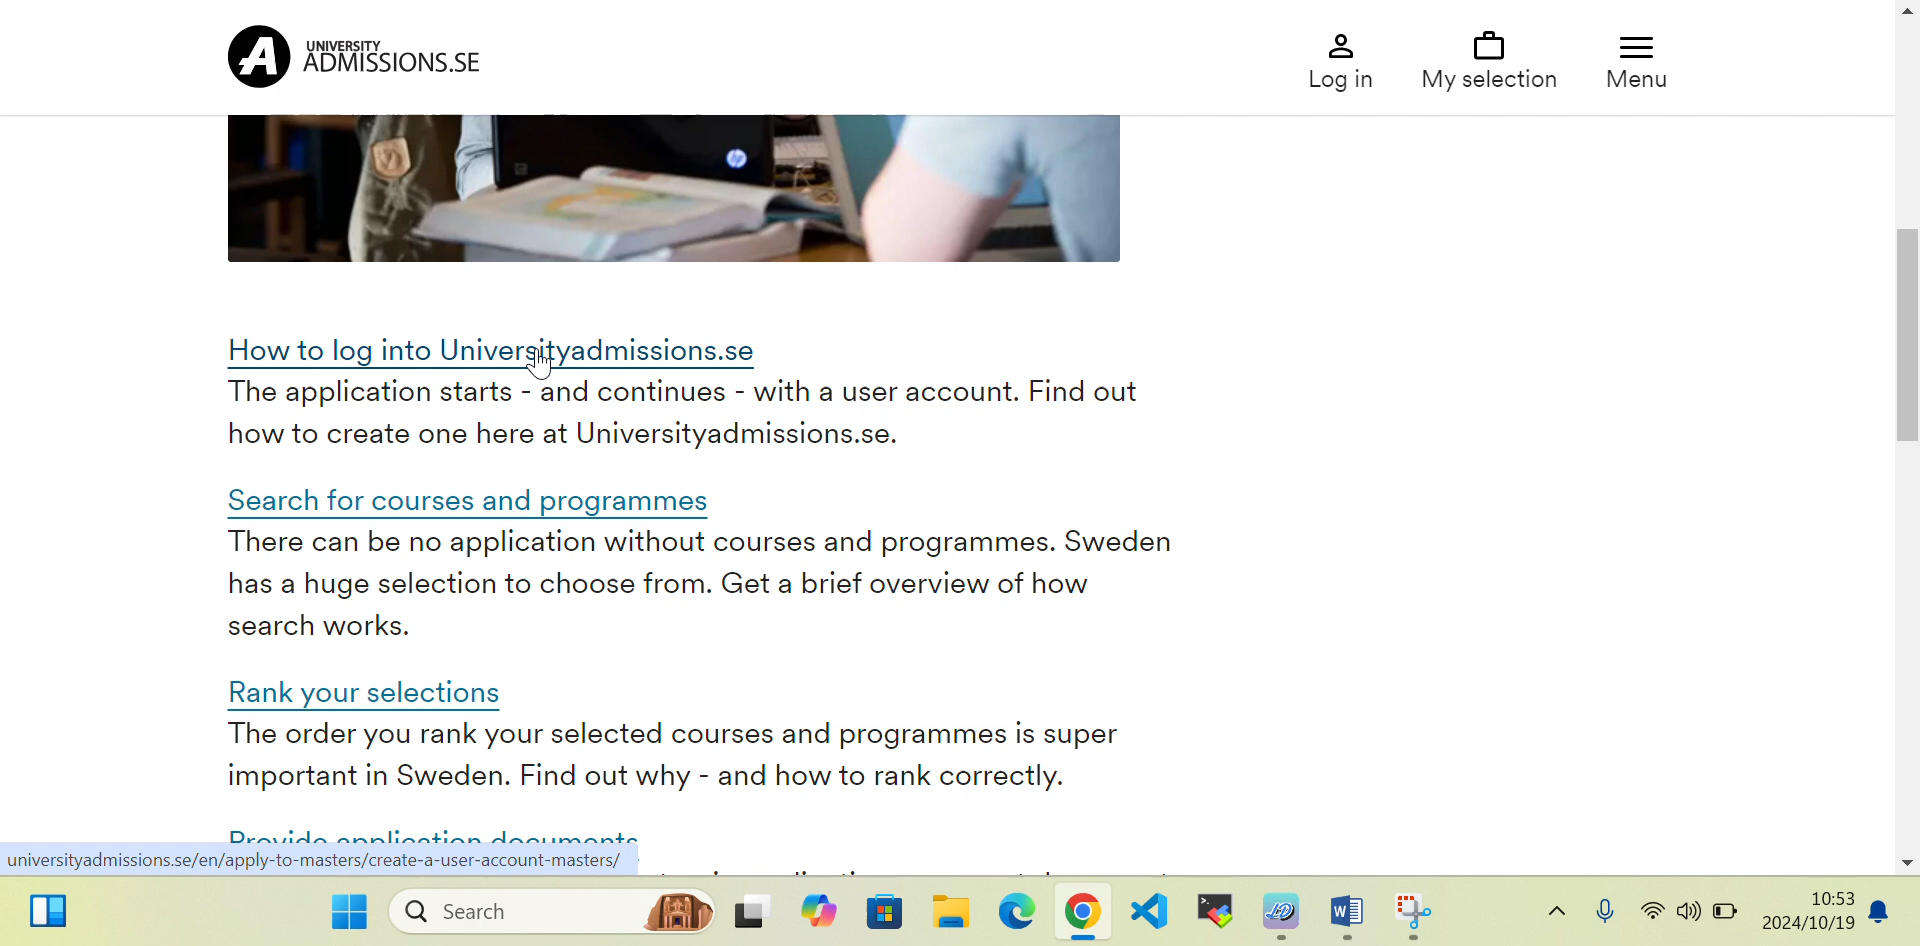 UNIVERSITY
ADMISSIONS.SE
Log in
My selection
Menu
hp
How to log into Universityadmissions.se
The application starts - and continues - with a user account. Find out
how to create one here at Universityadmissions.se.
Search for courses and programmes
There can be no application without courses and programmes. Sweden
has a huge selection to choose from. Get a brief overview of how
search works.
Rank your selections
The order you rank your selected courses and programmes is super
important in Sweden. Find out why - and how to rank correctly.
Provide application documents
universityadmissions.se/en/apply-to-masters/create-a-user-account-masters/
Search
10:53
2024/10/19